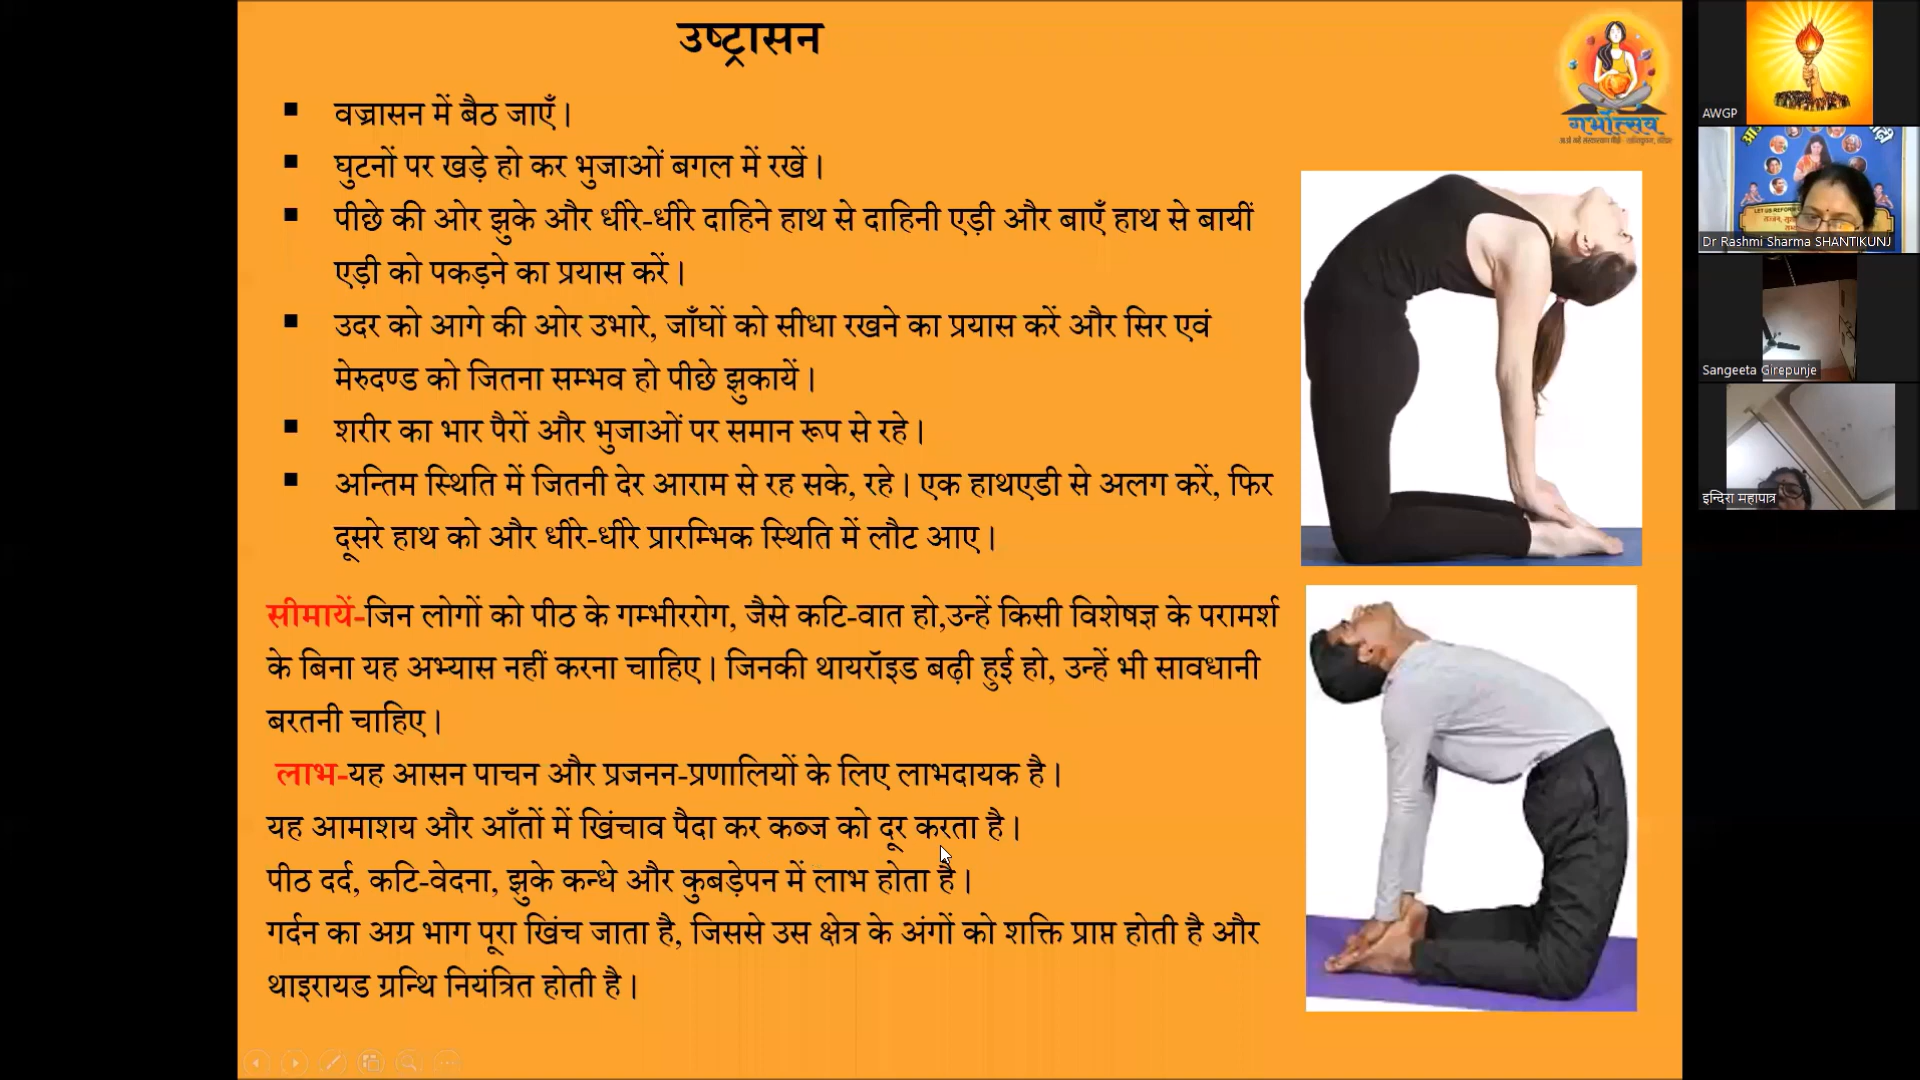 उष्ट्रासन
▪ वज्रासन में बैठ जाएँ।
▪ घुटनों पर खड़े हो कर भुजाओं बगल में रखें।
▪ पीछे की ओर झुके और धीरे-धीरे दाहिने हाथ से दाहिनी एड़ी और बाएँ हाथ से बायीं
एड़ी को पकड़ने का प्रयास करें।
▪ उदर को आगे की ओर उभारे, जाँघों को सीधा रखने का प्रयास करें और सिर एवं
मेरुदण्ड को जितना सम्भव हो पीछे झुकायें।
▪ शरीर का भार पैरों और भुजाओं पर समान रूप से रहे।
▪ अन्तिम स्थिति में जितनी देर आराम से रह सके, रहे। एक हाथएडी से अलग करें, फिर
दूसरे हाथ को और धीरे-धीरे प्रारम्भिक स्थिति में लौट आए।
सीमायें-जिन लोगों को पीठ के गम्भीररोग, जैसे कटि-वात हो,उन्हें किसी विशेषज्ञ के परामर्श
के बिना यह अभ्यास नहीं करना चाहिए। जिनकी थायरॉइड बढ़ी हुई हो, उन्हें भी सावधानी
बरतनी चाहिए।
लाभ-यह आसन पाचन और प्रजनन-प्रणालियों के लिए लाभदायक है।
यह आमाशय और आँतों में खिंचाव पैदा कर कब्ज को दूर करता है।
पीठ दर्द, कटि-वेदना, झुके कन्धे और कुबड़ेपन में लाभ होता है।
गर्दन का अग्र भाग पूरा खिंच जाता है, जिससे उस क्षेत्र के अंगों को शक्ति प्राप्त होती है और
थाइरायड ग्रन्थि नियंत्रित होती है।
गर्भोत्सव
AWGP
LET US REFORM
Dr Rashmi Sharma SHANTIKUNJ
Sangeeta Girepunje
इन्दिरा महापात्र